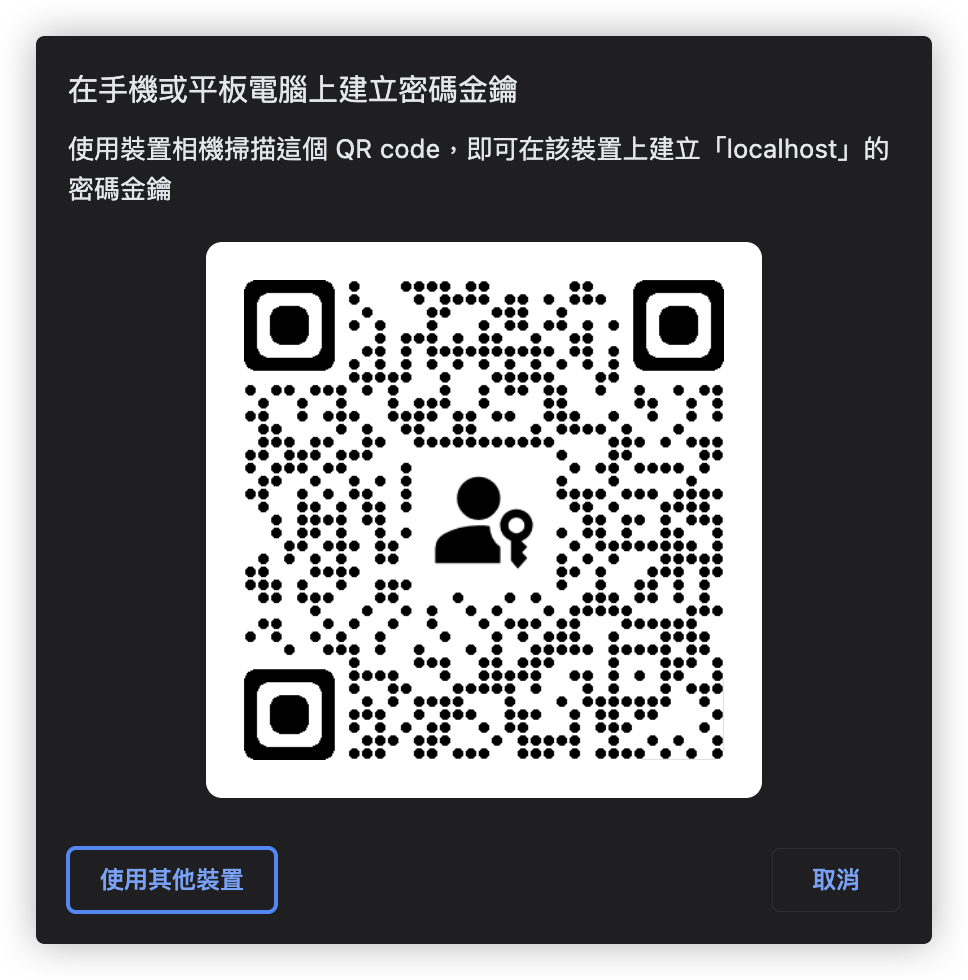 在手機或平板電腦上建立密碼金鑰
使用裝置相機掃描這個 QR code，即可在該裝置上建立「localhost」的
密碼金鑰
使用其他裝置
取消